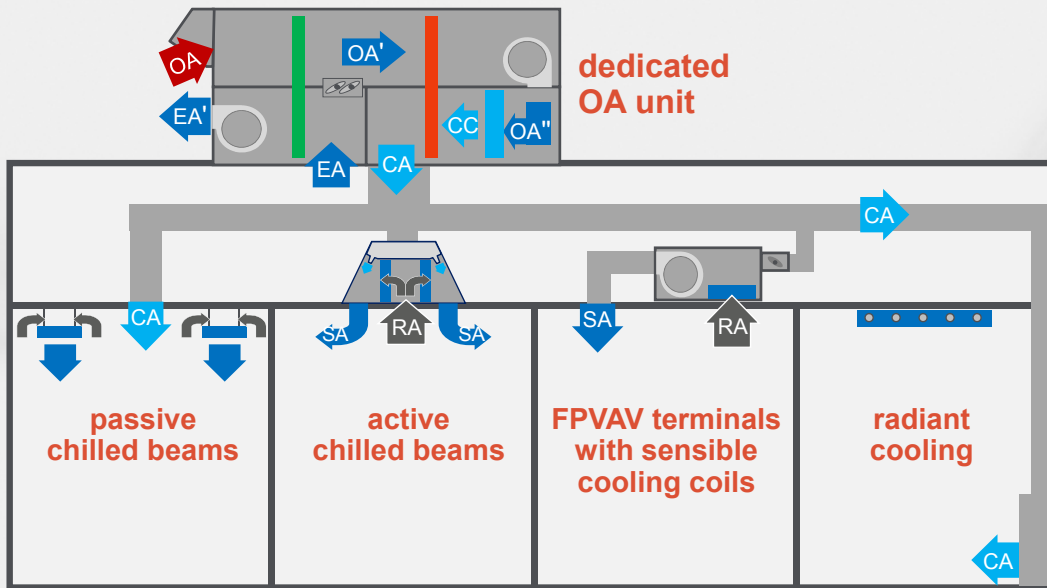 OA
OA'
dedicated
OA unit
EA'
CC
OA"
EA
CA
CA
CA
SA
RA
SA
SA
RA
passive
chilled beams
active
chilled beams
FPVAV terminals
with sensible
cooling coils
radiant
cooling
CA